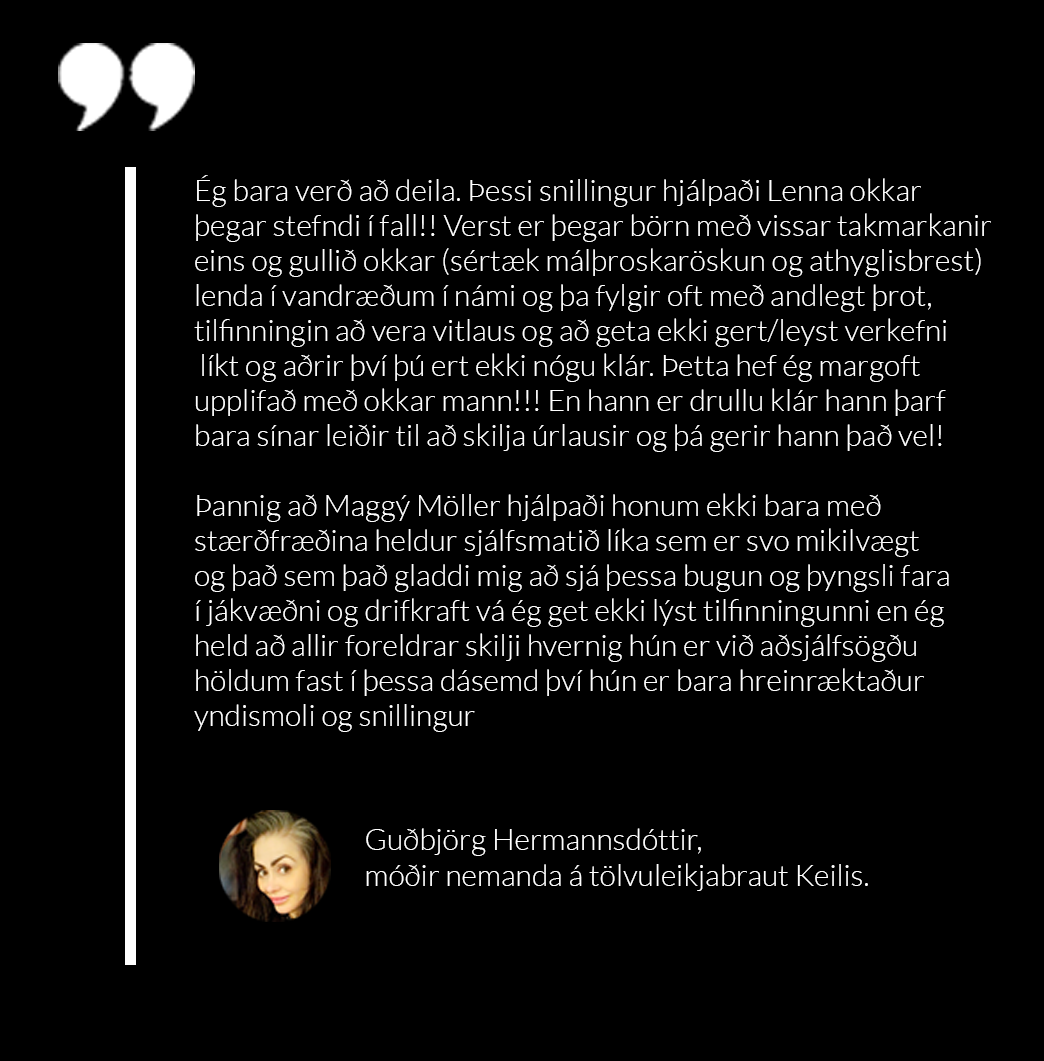 Ég bara verð að deila. Þessi snillingur hjálpaði Lenna okkar
þegar stefndi í fall!! Verst er þegar börn með vissar takmarkanir
eins og gullið okkar (sértæk málþroskaröskun og athyglisbrest)
lenda í vandræðum í námi og þa fylgir oft með andlegt þrot,
tilfinningin að vera vitlaus og að geta ekki gert/leyst verkefni
líkt og aðrir því þú ert ekki nógu klár. Þetta hef ég margoft
upplifað með okkar mann!!! En hann er drullu klár hann þarf
bara sínar leiðir til að skilja úrlausir og þá gerir hann það vel!
Þannig að Maggý Möller hjálpaði honum ekki bara með
stærðfræðina heldur sjálfsmatið líka sem er svo mikilvægt
og það sem það gladdi mig að sjá þessa bugun og þyngsli fara
í jákvæðni og drifkraft vá ég get ekki lýst tilfinningunni en ég
held að allir foreldrar skilji hvernig hún er við aðsjálfsögðu
höldum fast í þessa dásemd því hún er bara hreinræktaður
yndismoli og snillingur
Guðbjörg Hermannsdóttir,
móðir nemanda á tölvuleikjabraut Keilis.